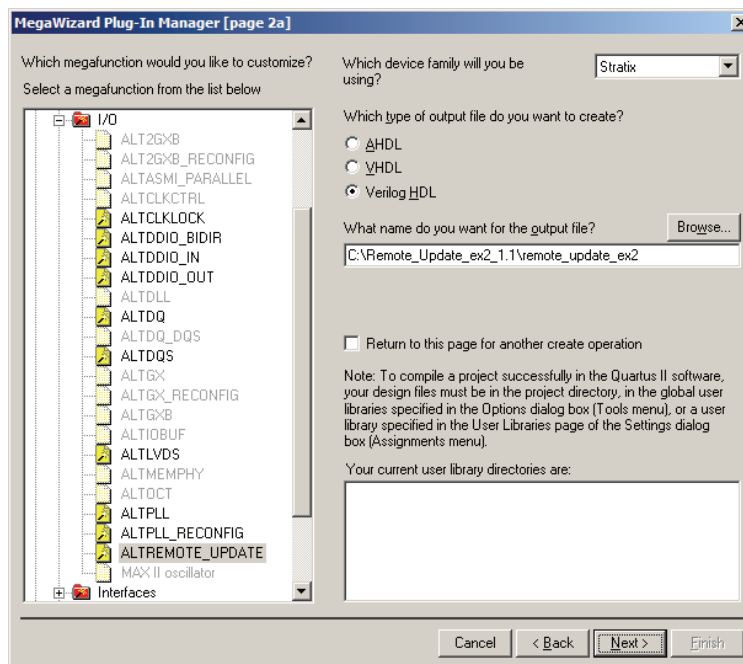 MegaWizard Plug-In Manager [page 2a]
Which megafunction would you like to customize?
Select a megafunction from the list below
I/O
ALT2GXB
ALT2GXB_RECONFIG
ALTASMI_PARALLEL
ALTCLKCTRL
ALTCLKLOCK
ALTDDIO_BIDIR
ALTDDIO_IN
ALTDDIO_OUT
ALTDLL
ALTDQ
ALTDQ_DQS
ALTDQS
ALTGX
ALTGX_RECONFIG
ALTGXB
ALTIOBUF
ALTLVDS
ALTMEMPHY
ALTOCT
ALTPLL
ALTPLL_RECONFIG
ALTREMOTE_UPDATE
MAX II oscillator
Interfaces
Which device family will you be
using?
Stratix
Which type of output file do you want to create?
AHDL
VHDL
Verilog HDL
What name do you want for the output file?
Browse...
C:\Remote_Update_ex2_1.1\remote_update_ex2
Return to this page for another create operation
Note: To compile a project successfully in the Quartus II software,
your design files must be in the project directory, in the global user
libraries specified in the Options dialog box (Tools menu), or a user
library specified in the User Libraries page of the Settings dialog
box (Assignments menu).
Your current user library directories are:
Cancel
< Back
Next >
Finish